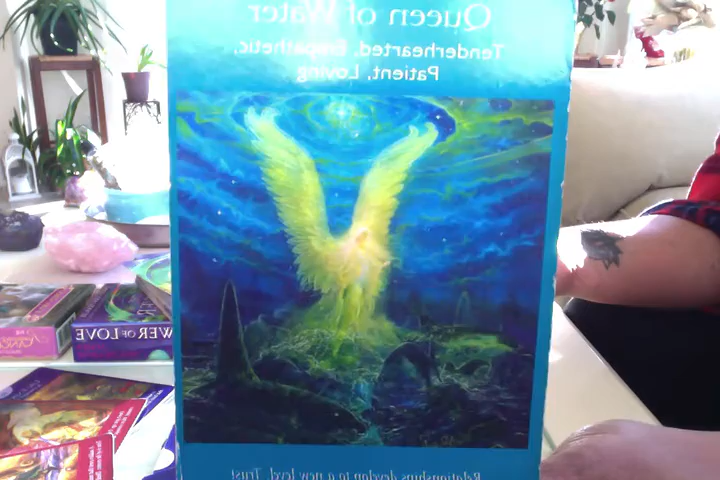 Queen of Water
Tenderhearted, Empathetic,
Patient, Loving
Relationships develop to a new level. Trust
WER OF LOVE